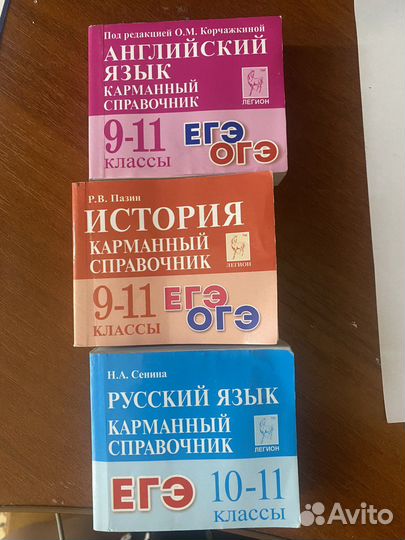 Под редакцией О.М. Корчажкиной
АНГЛИЙСКИЙ
ЯЗЫК
КАРМАННЫЙ
СПРАВОЧНИК
ЛЕГИОН
9-11
КЛАССЫ
ЕГЭ
ОГЭ
Р.В. Пазин
ИСТОРИЯ
КАРМАННЫЙ
СПРАВОЧНИК
ЛЕГИОН
9-11
КЛАССЫ
ЕГЭ
ОГЭ
Н.А. Сенина
РУССКИЙ ЯЗЫК
КАРМАННЫЙ
СПРАВОЧНИК
ЛЕГИОН
ЕГЭ
10-11
КЛАССЫ
Avito